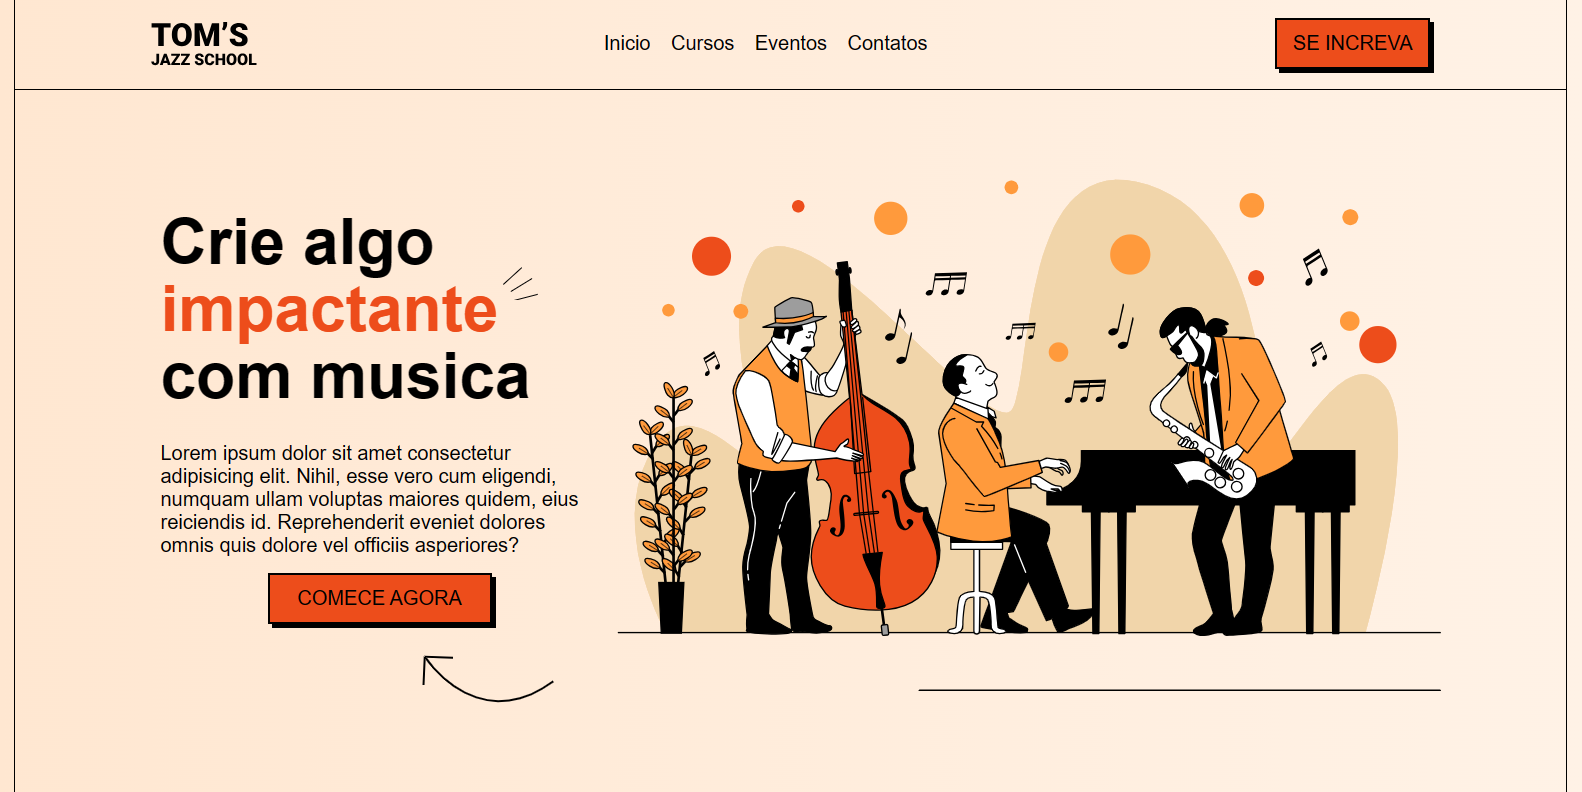 TOM'S
JAZZ SCHOOL
Inicio Cursos Eventos Contatos
SE INCREVA
Crie algo
impactante
com musica
Lorem ipsum dolor sit amet consectetur
adipisicing elit. Nihil, esse vero cum eligendi,
numquam ullam voluptas maiores quidem, eius
reiciendis id. Reprehenderit eveniet dolores
omnis quis dolore vel officiis asperiores?
COMECE AGORA